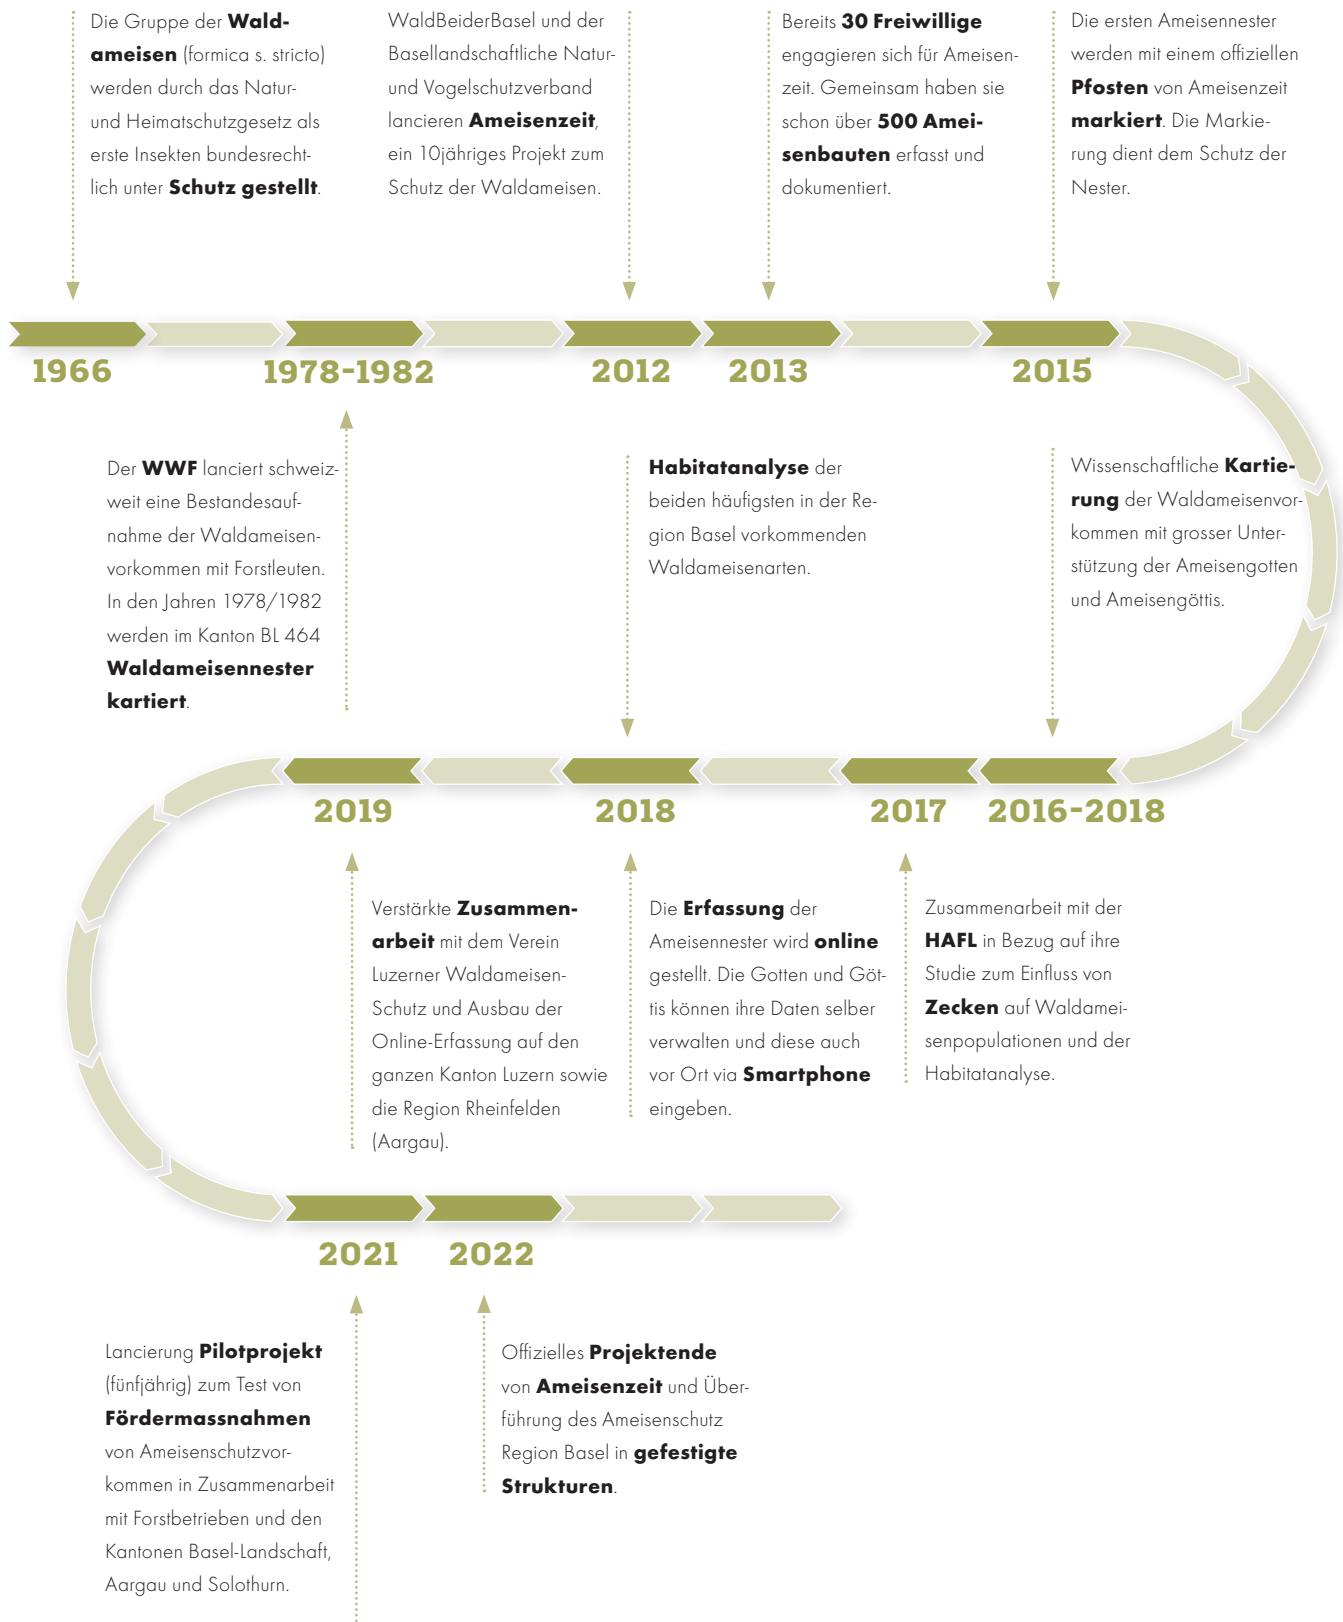 Die Gruppe der Wald-
ameisen (formica s. stricto)
werden durch das Natur-
und Heimatschutzgesetz als
erste Insekten bundesrecht-
lich unter Schutz gestellt.
WaldBeiderBasel und der
Basellandschaftliche Natur-
und Vogelschutzverband
lancieren Ameisenzeit,
ein 10jähriges Projekt zum
Schutz der Waldameisen.
Bereits 30 Freiwillige
engagieren sich für Ameisen-
zeit. Gemeinsam haben sie
schon über 500 Amei-
senbauten erfasst und
dokumentiert.
Die ersten Ameisennester
werden mit einem offiziellen
Pfosten von Ameisenzeit
markiert. Die Markie-
rung dient dem Schutz der
Nester.
1966
1978-1982
2012
2013
2015
Der WWF lanciert schweiz-
weit eine Bestandesauf-
nahme der Waldameisen-
vorkommen mit Forstleuten.
In den Jahren 1978/1982
werden im Kanton BL 464
Waldameisennester
kartiert.
Habitatanalyse der
beiden häufigsten in der Re-
gion Basel vorkommenden
Waldameisenarten.
Wissenschaftliche Kartie-
rung der Waldameisenvor-
kommen mit grosser Unter-
stützung der Ameisengotten
und Ameisengöttis.
2019
2018
2017
2016-2018
Verstärkte Zusammen-
arbeit mit dem Verein
Luzerner Waldameisen-
Schutz und Ausbau der
Online-Erfassung auf den
ganzen Kanton Luzern sowie
die Region Rheinfelden
(Aargau).
Die Erfassung der
Ameisennester wird online
gestellt. Die Gotten und Göt-
tis können ihre Daten selber
verwalten und diese auch
vor Ort via Smartphone
eingeben.
Zusammenarbeit mit der
HAFL in Bezug auf ihre
Studie zum Einfluss von
Zecken auf Waldamei-
senpopulationen und der
Habitatanalyse.
2021
2022
Lancierung Pilotprojekt
(fünfjährig) zum Test von
Fördermassnahmen
von Ameisenschutzvor-
kommen in Zusammenarbeit
mit Forstbetrieben und den
Kantonen Basel-Landschaft,
Aargau und Solothurn.
Offizielles Projektende
von Ameisenzeit und Über-
führung des Ameisenschutz
Region Basel in gefestigte
Strukturen.